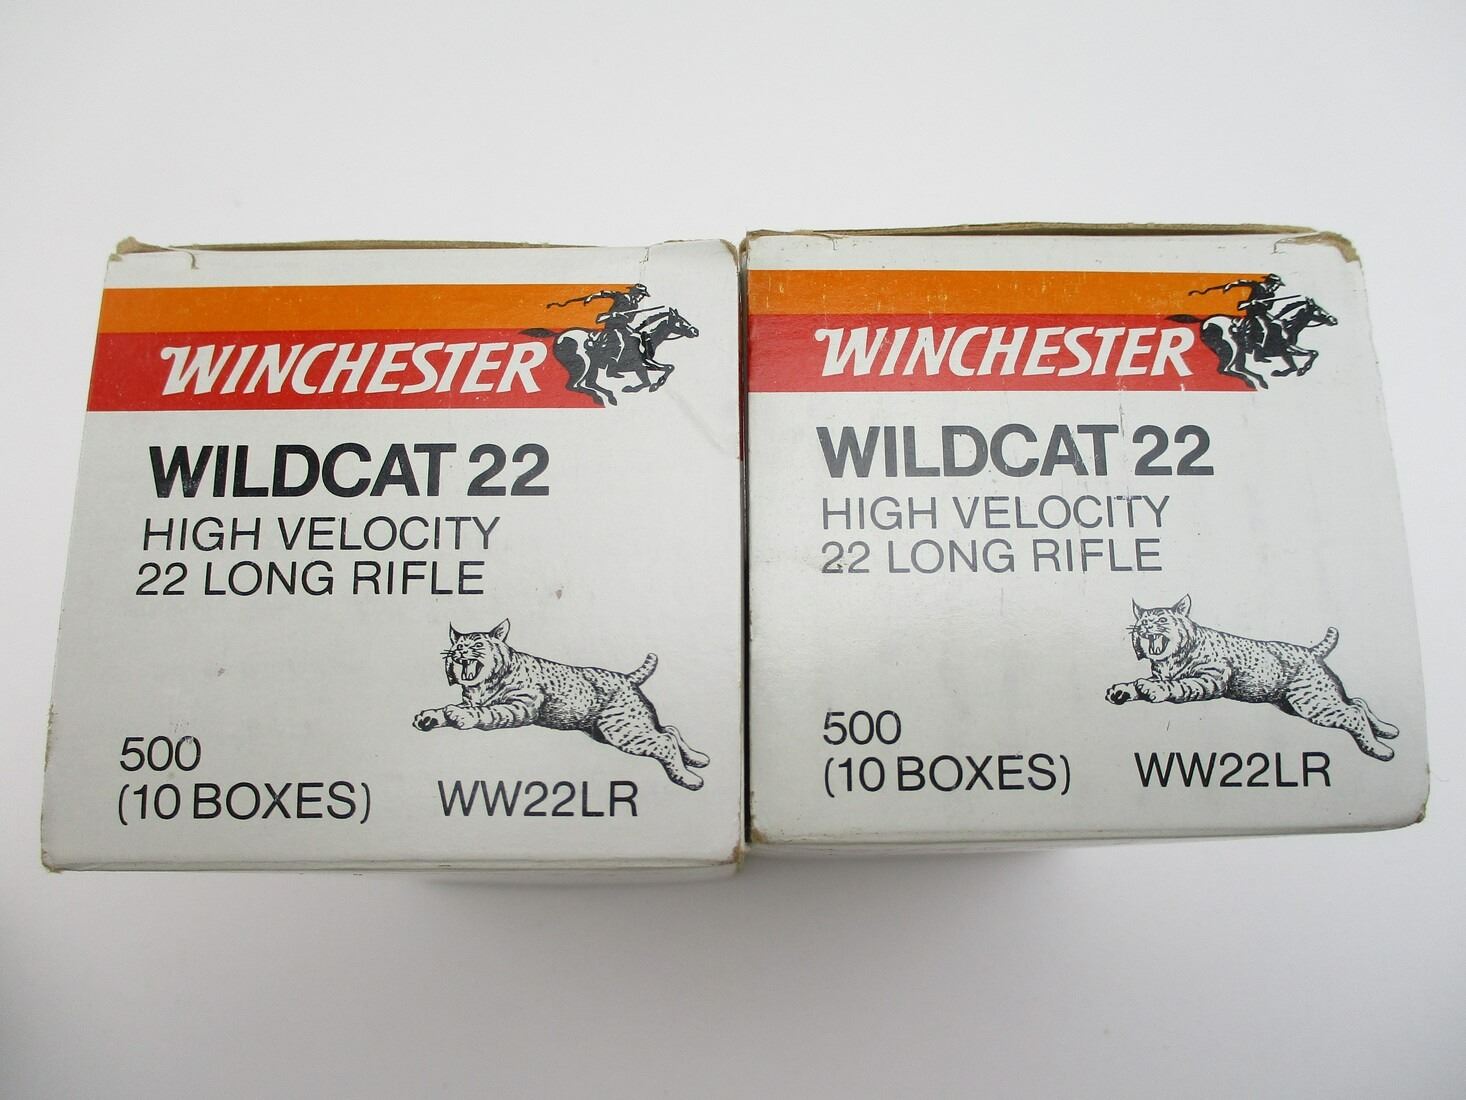 WINCHESTER
WILDCAT 22
HIGH VELOCITY
22 LONG RIFLE
500
(10 BOXES)
WW22LR
WINCHESTER
WILDCAT 22
HIGH VELOCITY
22 LONG RIFLE
500
(10 BOXES)
WW22LR